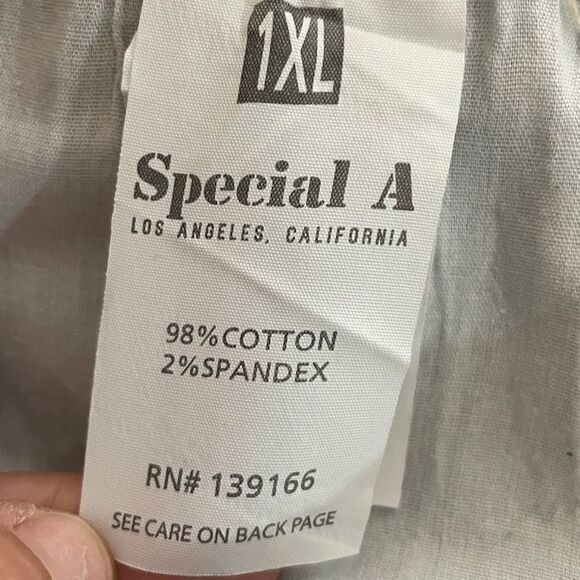 1XL
Special A
LOS ANGELES, CALIFORNIA
98%COTTON
2%SPANDEX
RN# 139166
SEE CARE ON BACK PAGE